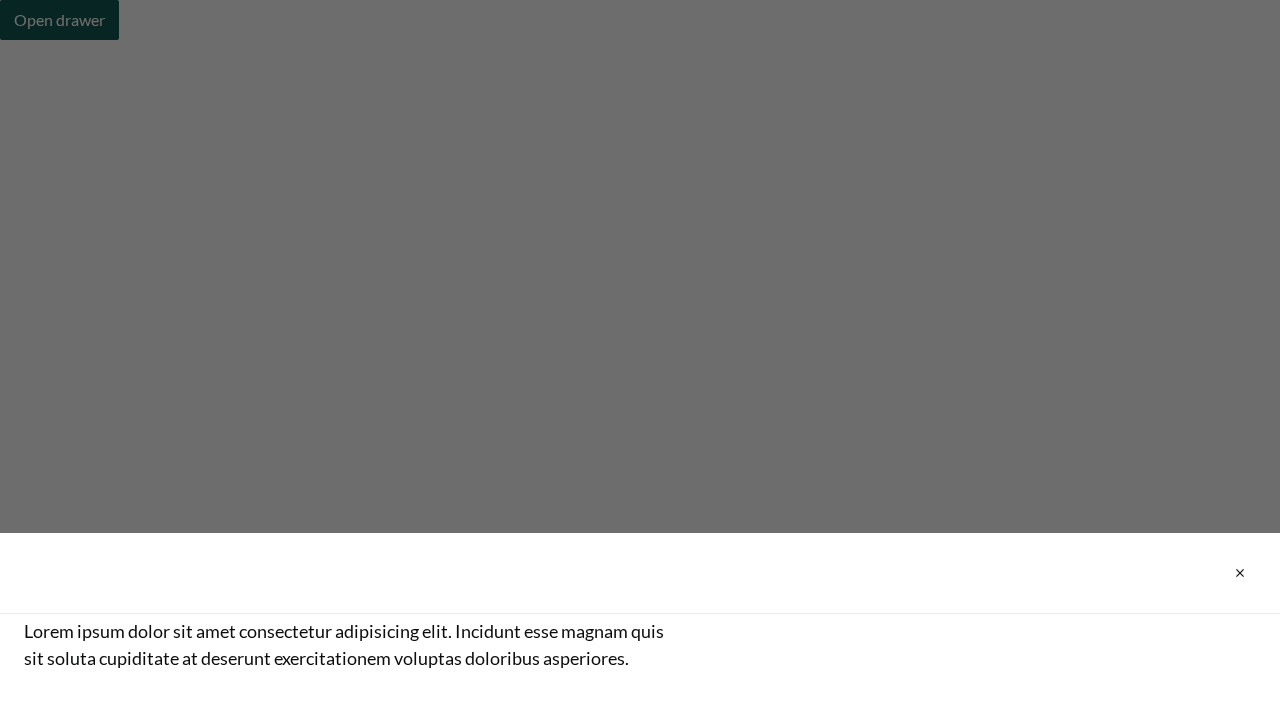 Open drawer
×
Lorem ipsum dolor sit amet consectetur adipisicing elit. Incidunt esse magnam quis
sit soluta cupiditate at deserunt exercitationem voluptas doloribus asperiores.